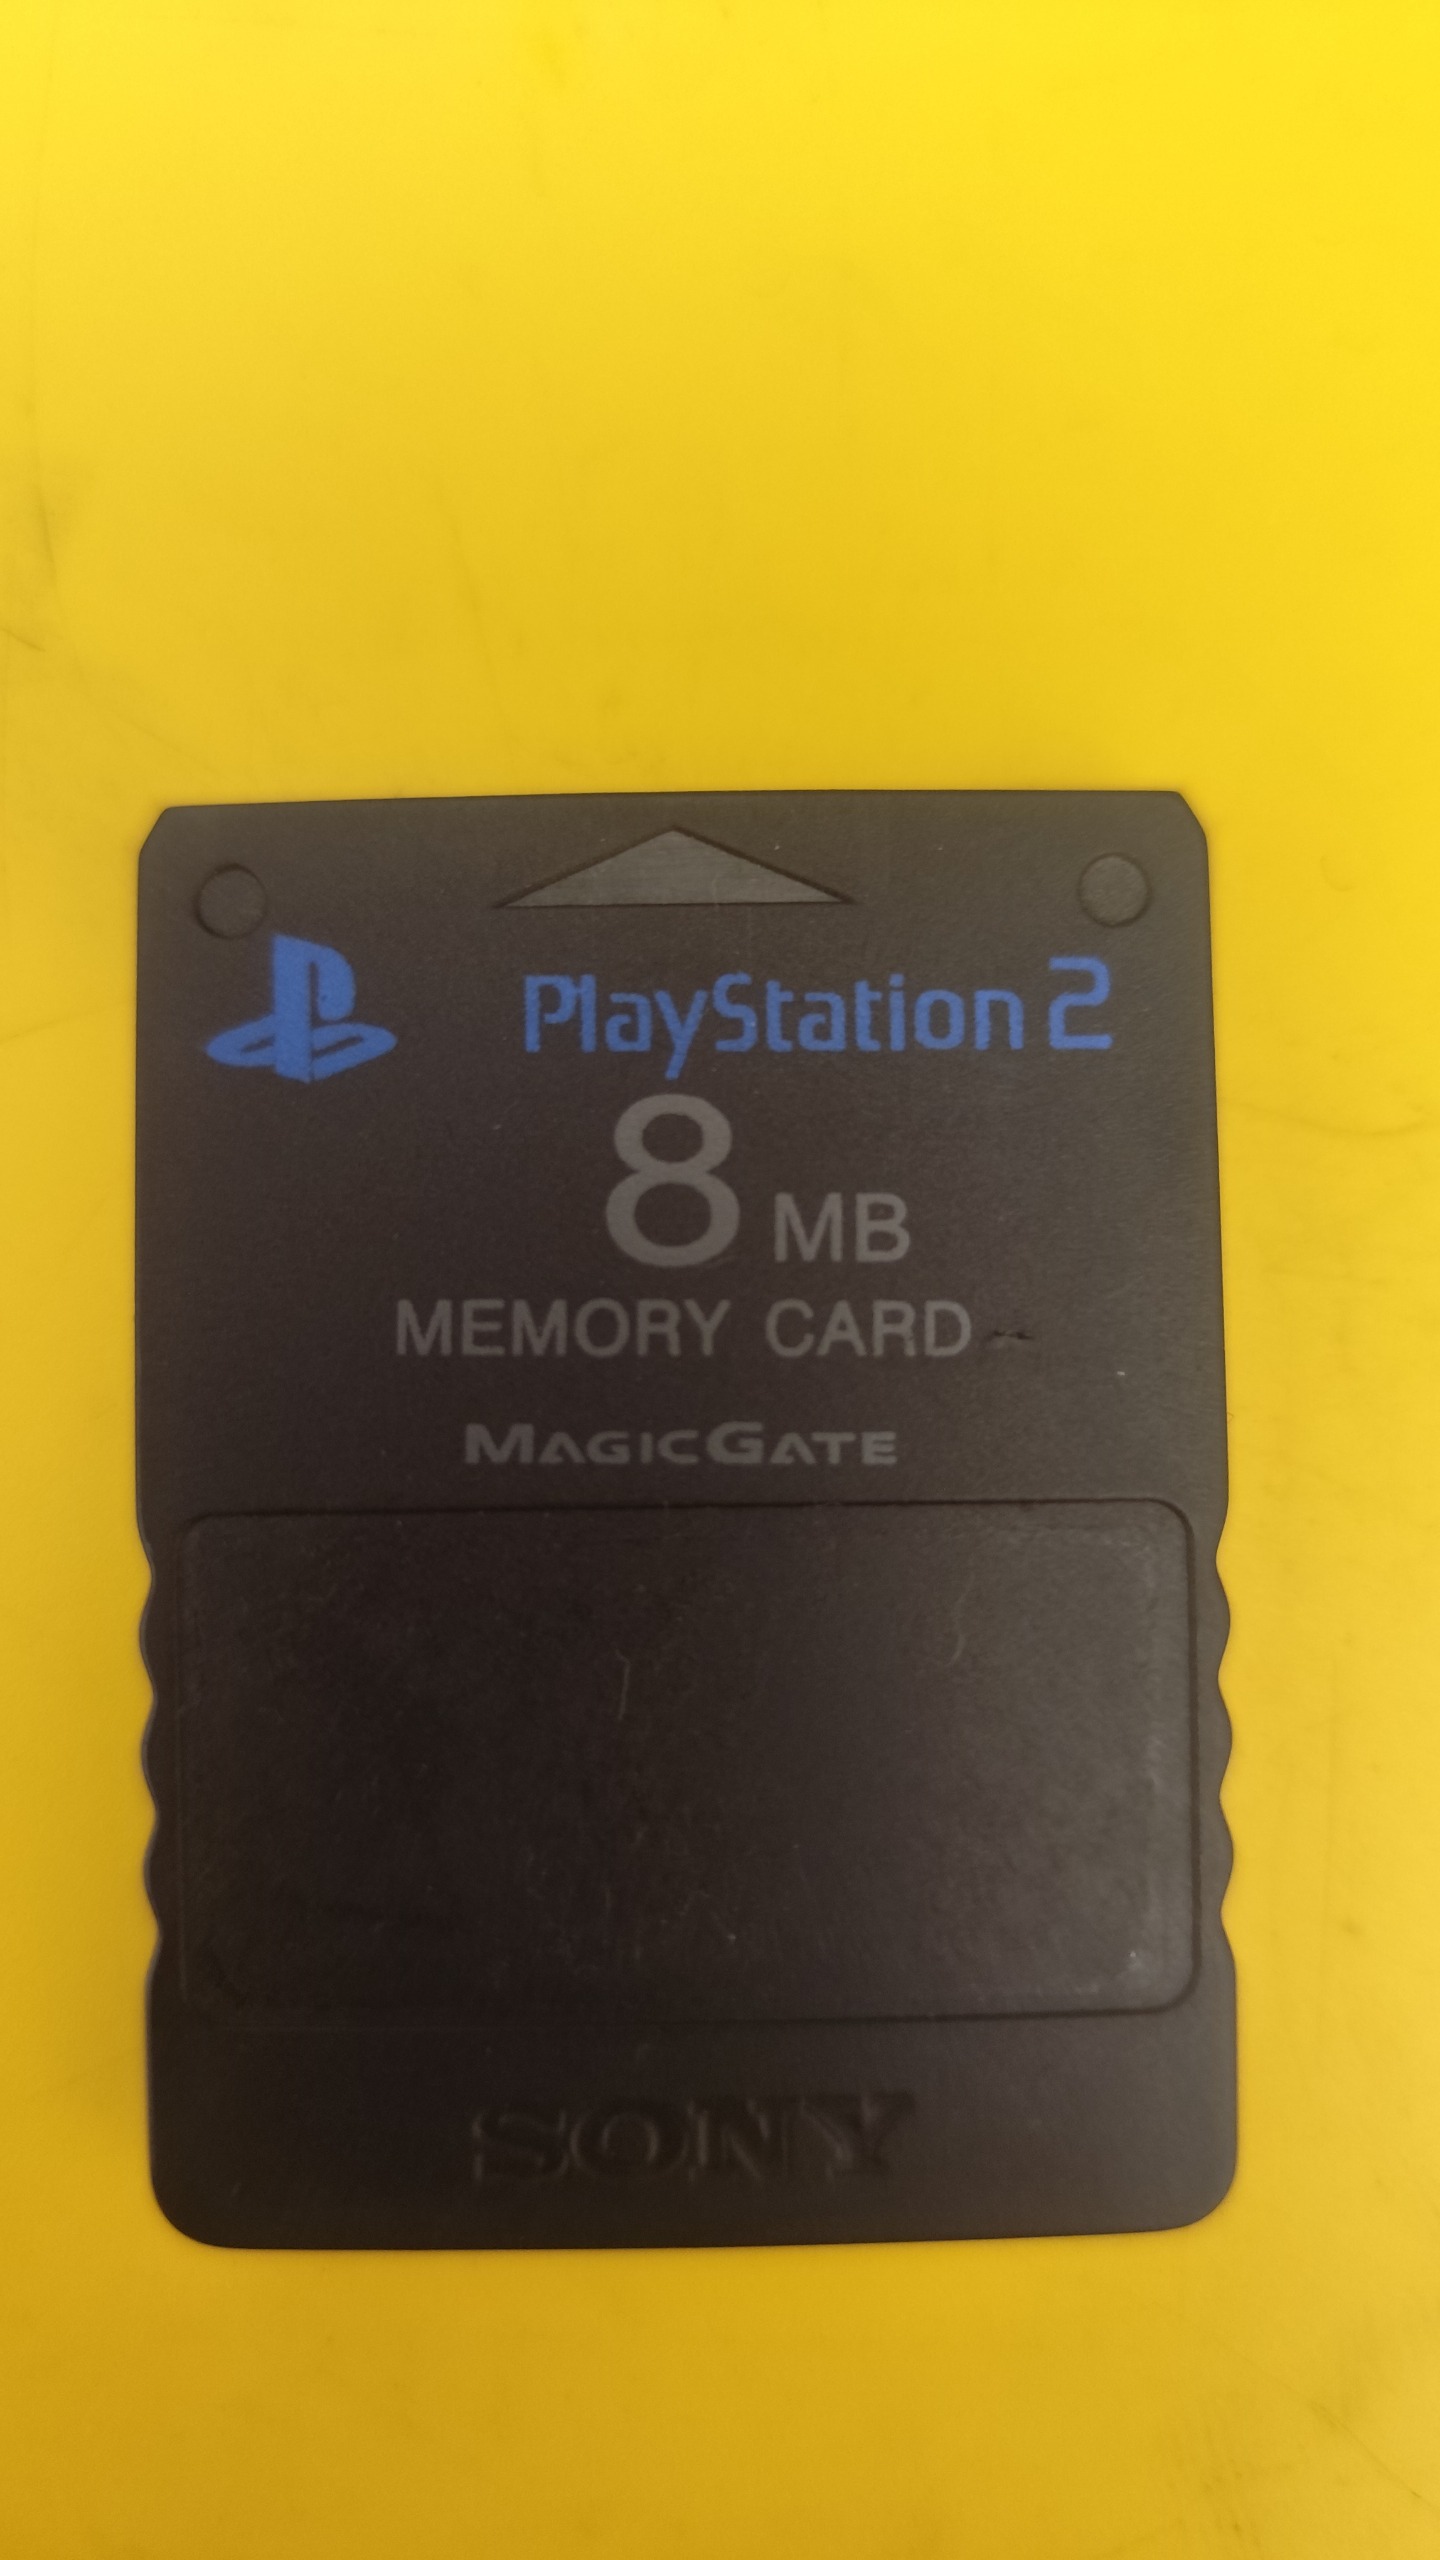 PlayStation 2
8 MB
MEMORY CARD
MAGICGATE
SONY